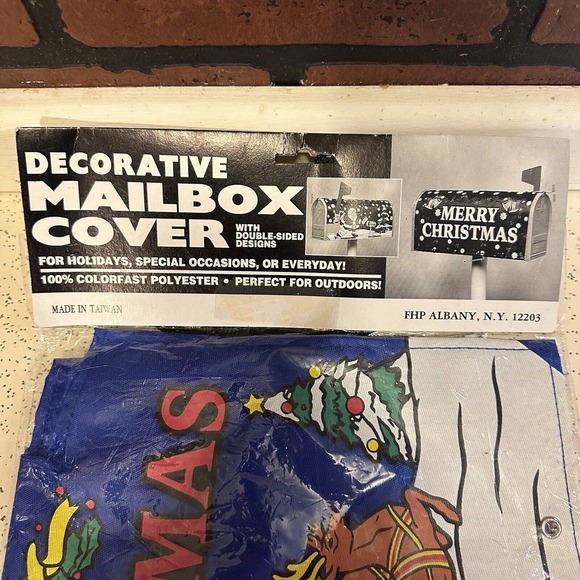 DECORATIVE
MAILBOX
COVER
WITH
DOUBLE-SIDED
DESIGNS
FOR HOLIDAYS, SPECIAL OCCASIONS, OR EVERYDAY!
100% COLORFAST POLYESTER • PERFECT FOR OUTDOORS!
MERRY
CHRISTMAS
MADE IN TAIWAN
FHP ALBANY, N.Y. 12203
MAS